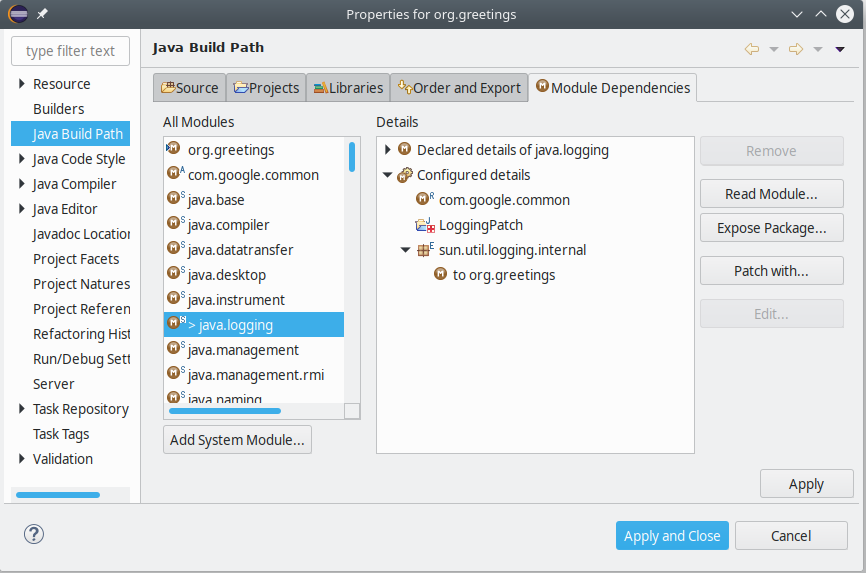 Properties for org.greetings
type filter text
Resource
Builders
Java Build Path
Java Code Style
Java Compiler
Java Editor
Javadoc Location
Project Facets
Project Natures
Project Referen
Refactoring Hist
Run/Debug Sett
Server
Task Repository
Task Tags
Validation
Java Build Path
Source
Projects
Libraries
Order and Export
Module Dependencies
All Modules
org.greetings
com.google.common
java.base
java.compiler
java.datatransfer
java.desktop
java.instrument
> java.logging
java.management
java.management.rmi
java.naming
Add System Module...
Details
Declared details of java.logging
Configured details
com.google.common
LoggingPatch
sun.util.logging.internal
to org.greetings
Remove
Read Module...
Expose Package...
Patch with...
Edit...
Apply
Apply and Close
Cancel